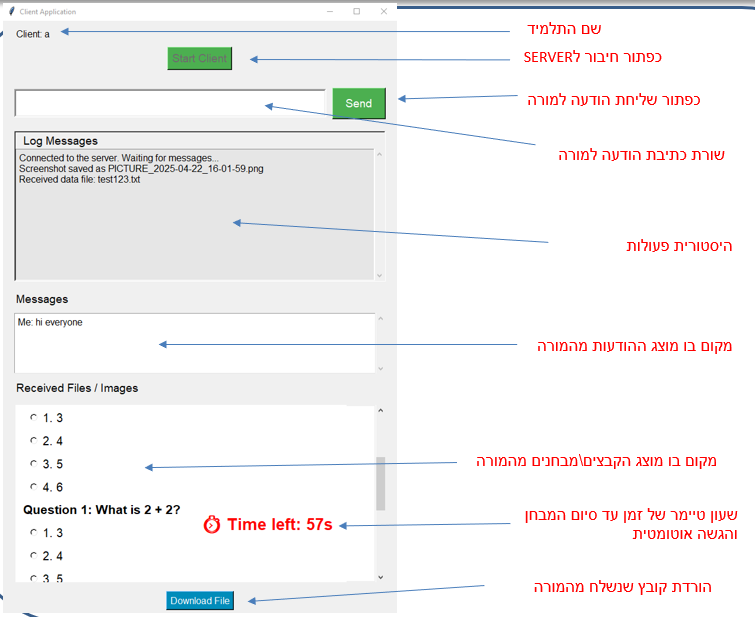 Client Application
Client: a
שם התלמיד
Start Client
כפתור חיבור לSERVER
Send
כפתור שליחת הודעה למורה
שורת כתיבת הודעה למורה
Log Messages
Connected to the server. Waiting for messages...
Screenshot saved as PICTURE_2025-04-22_16-01-59.png
Received data file: test123.txt
היסטורית פעולות
Messages
Me: hi everyone
מקום בו מוצג ההודעות מהמורה
Received Files / Images
1. 3
2. 4
3. 5
4. 6
מקום בו מוצג הקבצים\מבחנים מהמורה
Question 1: What is 2 + 2?
Time left: 57s
שעון טיימר של זמן עד סיום המבחן
והגשה אוטומטית
1. 3
2. 4
3. 5
Download File
הורדת קובץ שנשלח מהמורה